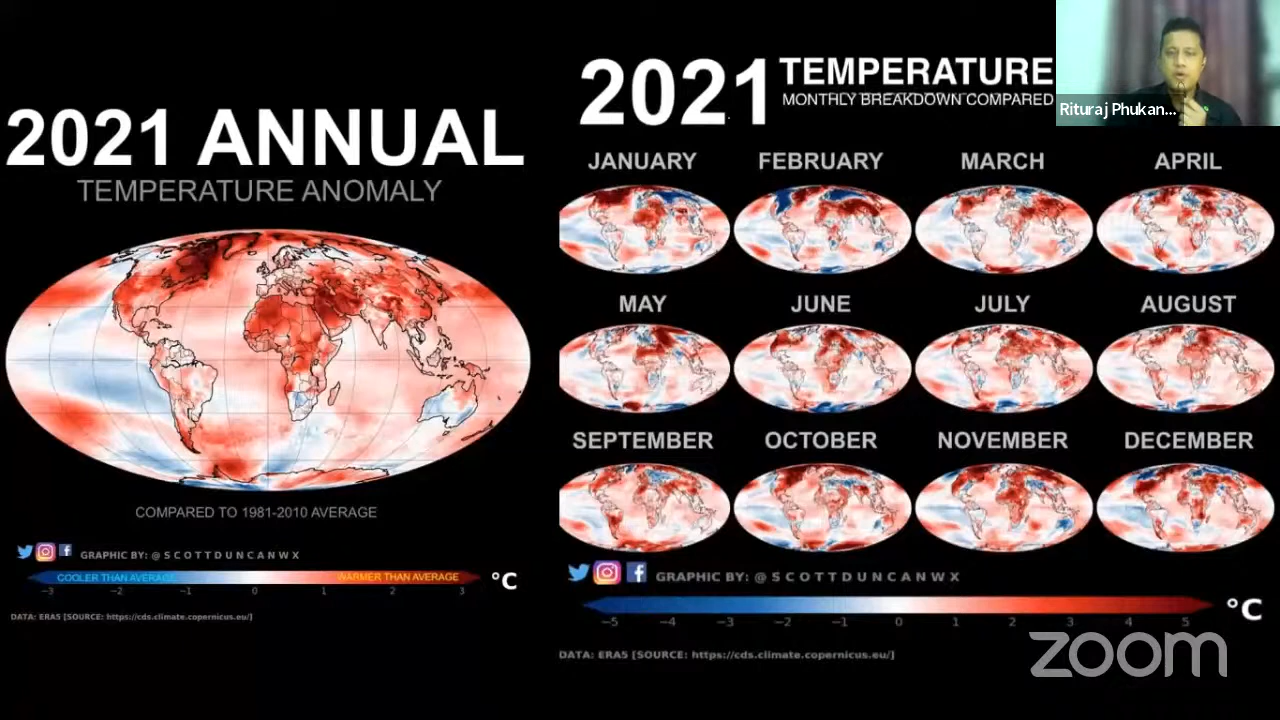 2021 ANNUAL
TEMPERATURE ANOMALY
COMPARED TO 1981-2010 AVERAGE
GRAPHIC BY: @SCOTTDUNCANWX
COOLER THAN AVERAGE
WARMER THAN AVERAGE
°C
-3 -2 -1 0 1 2 3
DATA: ERA5 [SOURCE: https://cds.climate.copernicus.eu/]
2021 TEMPERATURE
MONTHLY BREAKDOWN COMPARED
JANUARY FEBRUARY MARCH APRIL
MAY JUNE JULY AUGUST
SEPTEMBER OCTOBER NOVEMBER DECEMBER
GRAPHIC BY: @SCOTTDUNCANWX
°C
-5 -4 -3 -2 -1 0 1 2 3 4 5
DATA: ERA5 [SOURCE: https://cds.climate.copernicus.eu/]
Rituraj Phukan...
zoom